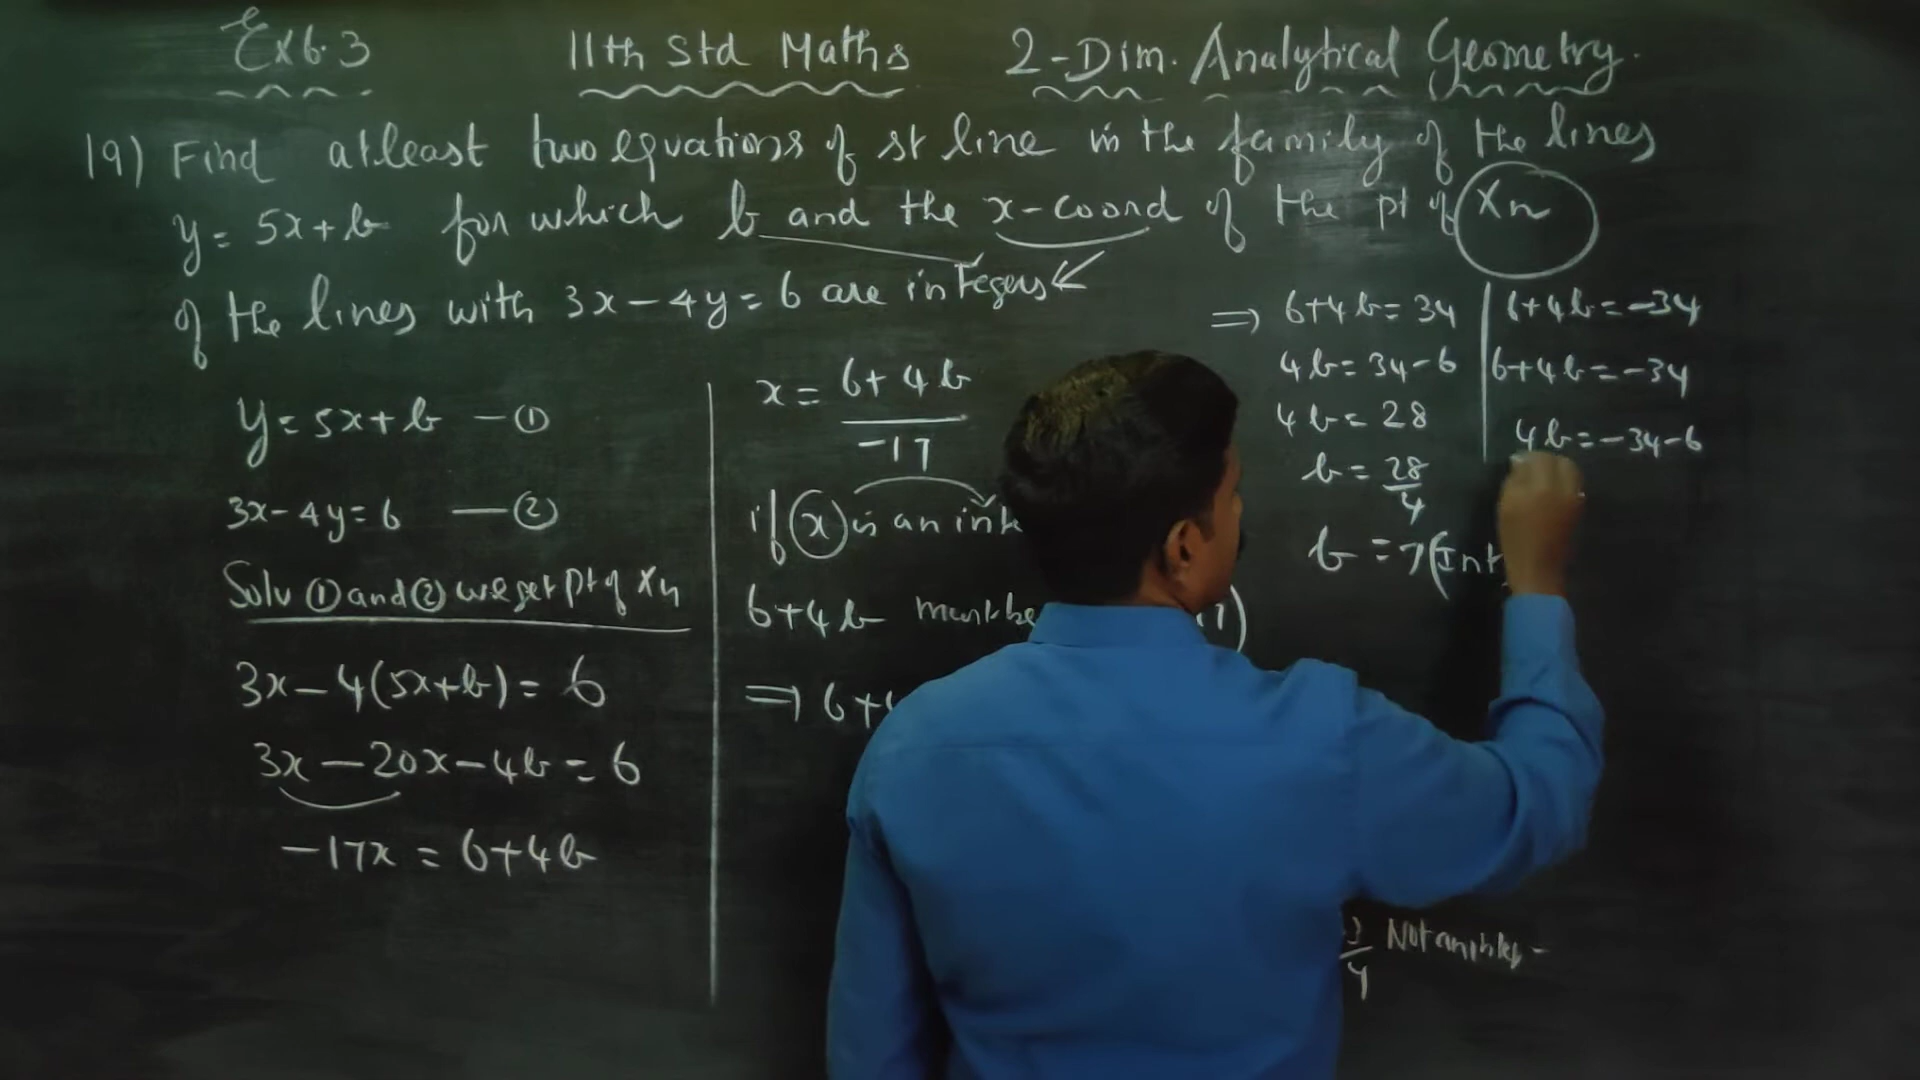 Ex 6.3 11th Std Maths 2-Dim. Analytical Geometry.
19) Find atleast two equations of st line in the family of the lines
y = 5x+b for which b and the x-coord of the pt of Xn
of the lines with 3x-4y=6 are integers
y = 5x+b — ①
3x-4y=6 — ②
Solv ① and ② we get pt of Xn
3x-4(5x+b)=6
3x-20x-4b=6
-17x = 6+4b
x = 6+4b
-17
if x is an
6+4b must be
⇒ 6+
⇒ 6+4b=34
4b=34-6
4b=28
b=28
4
b=7(Int
6+4b=-34
6+4b=-34
4b=-34-6
4